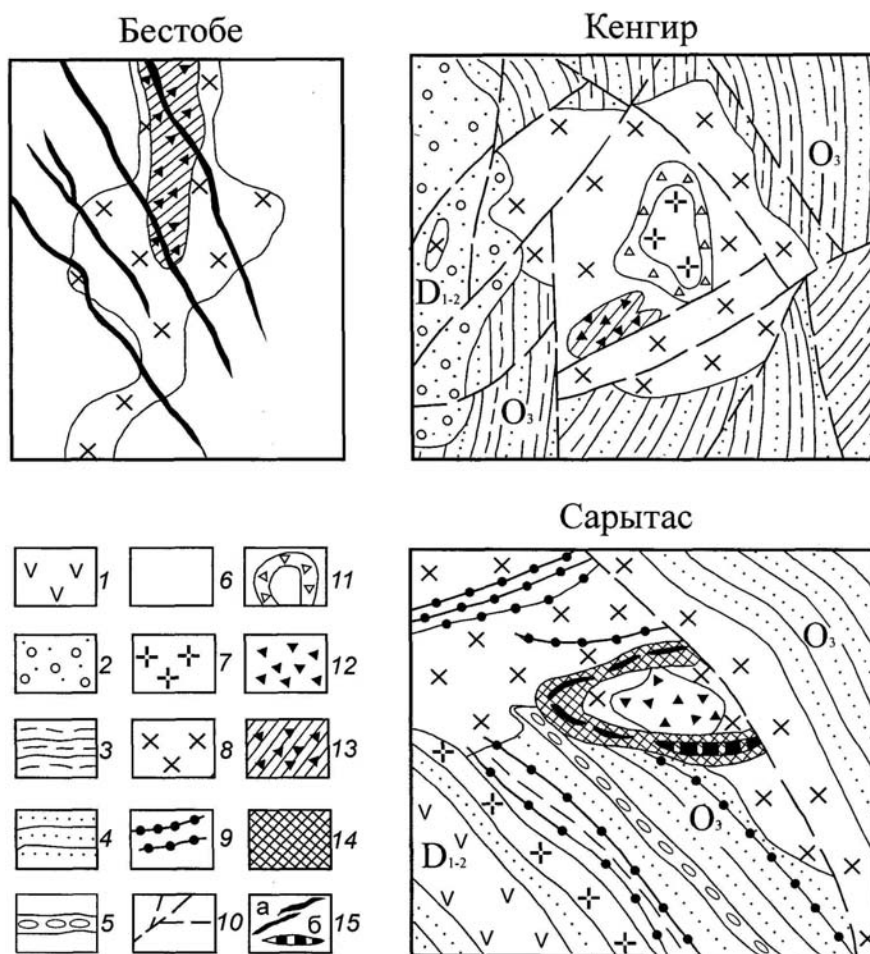 Бестобе
Кенгир
O₃
D₁₋₂
O₃
Сарытас
O₃
O₃
D₁₋₂
1 6 11
2 7 12
3 8 13
4 9 14
5 10 а б 15